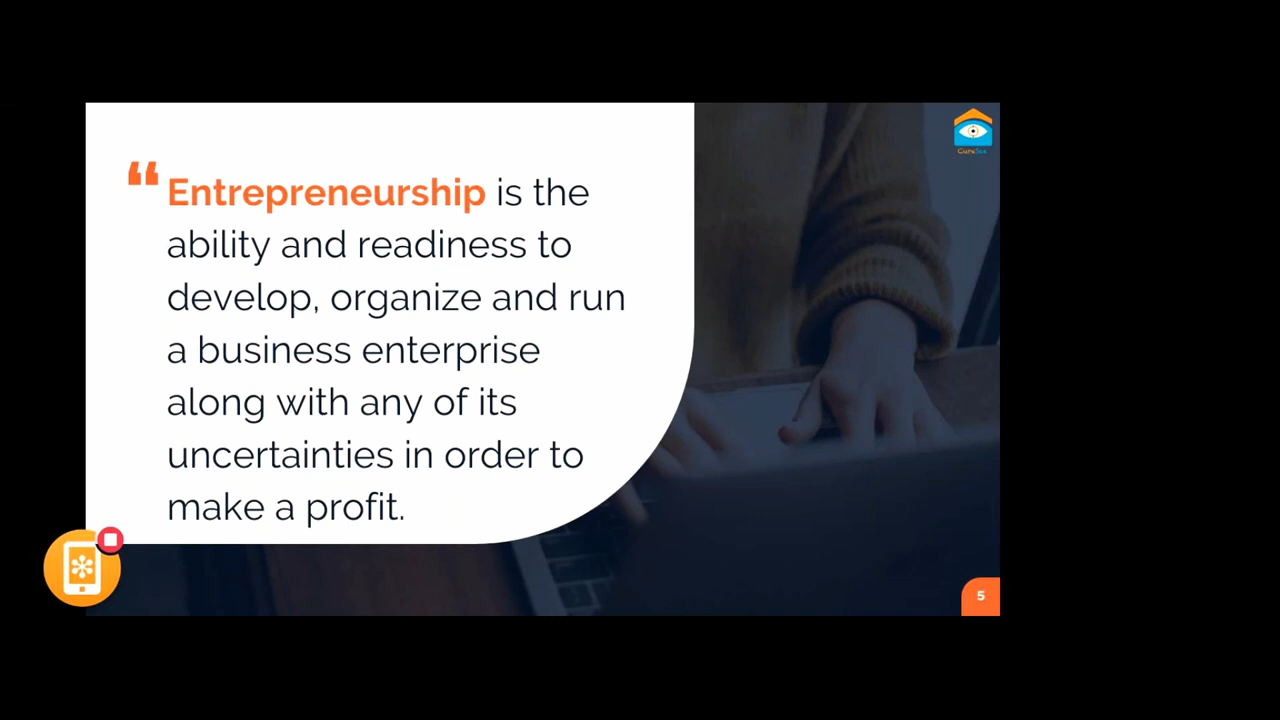 “Entrepreneurship is the
ability and readiness to
develop, organize and run
a business enterprise
along with any of its
uncertainties in order to
make a profit.
GuruSee
5